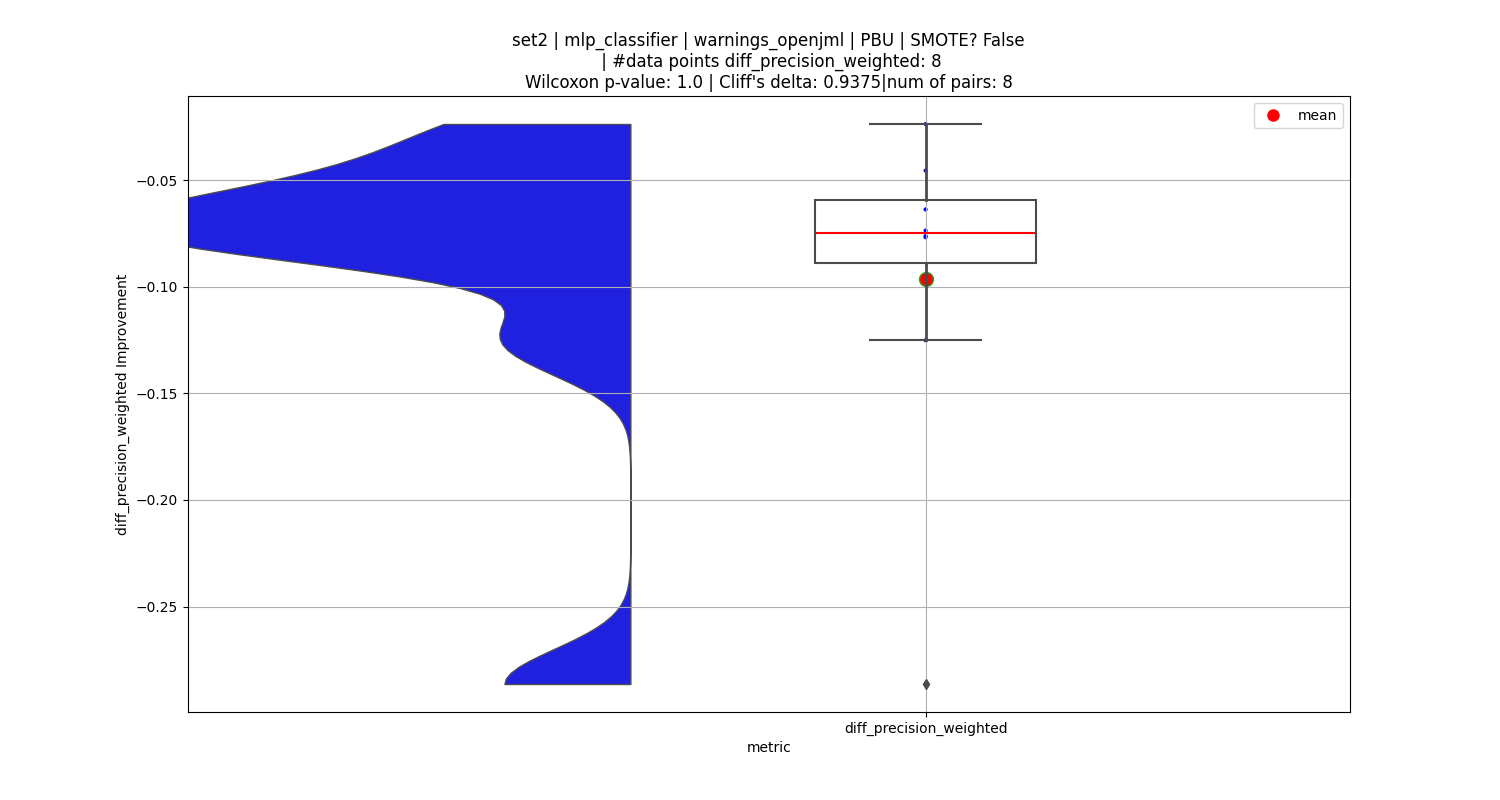 set2 | mlp_classifier | warnings_openjml | PBU | SMOTE? False
| #data points diff_precision_weighted: 8
Wilcoxon p-value: 1.0 | Cliff's delta: 0.9375|num of pairs: 8
mean
−0.05
−0.10
−0.15
−0.20
−0.25
diff_precision_weighted Improvement
diff_precision_weighted
metric